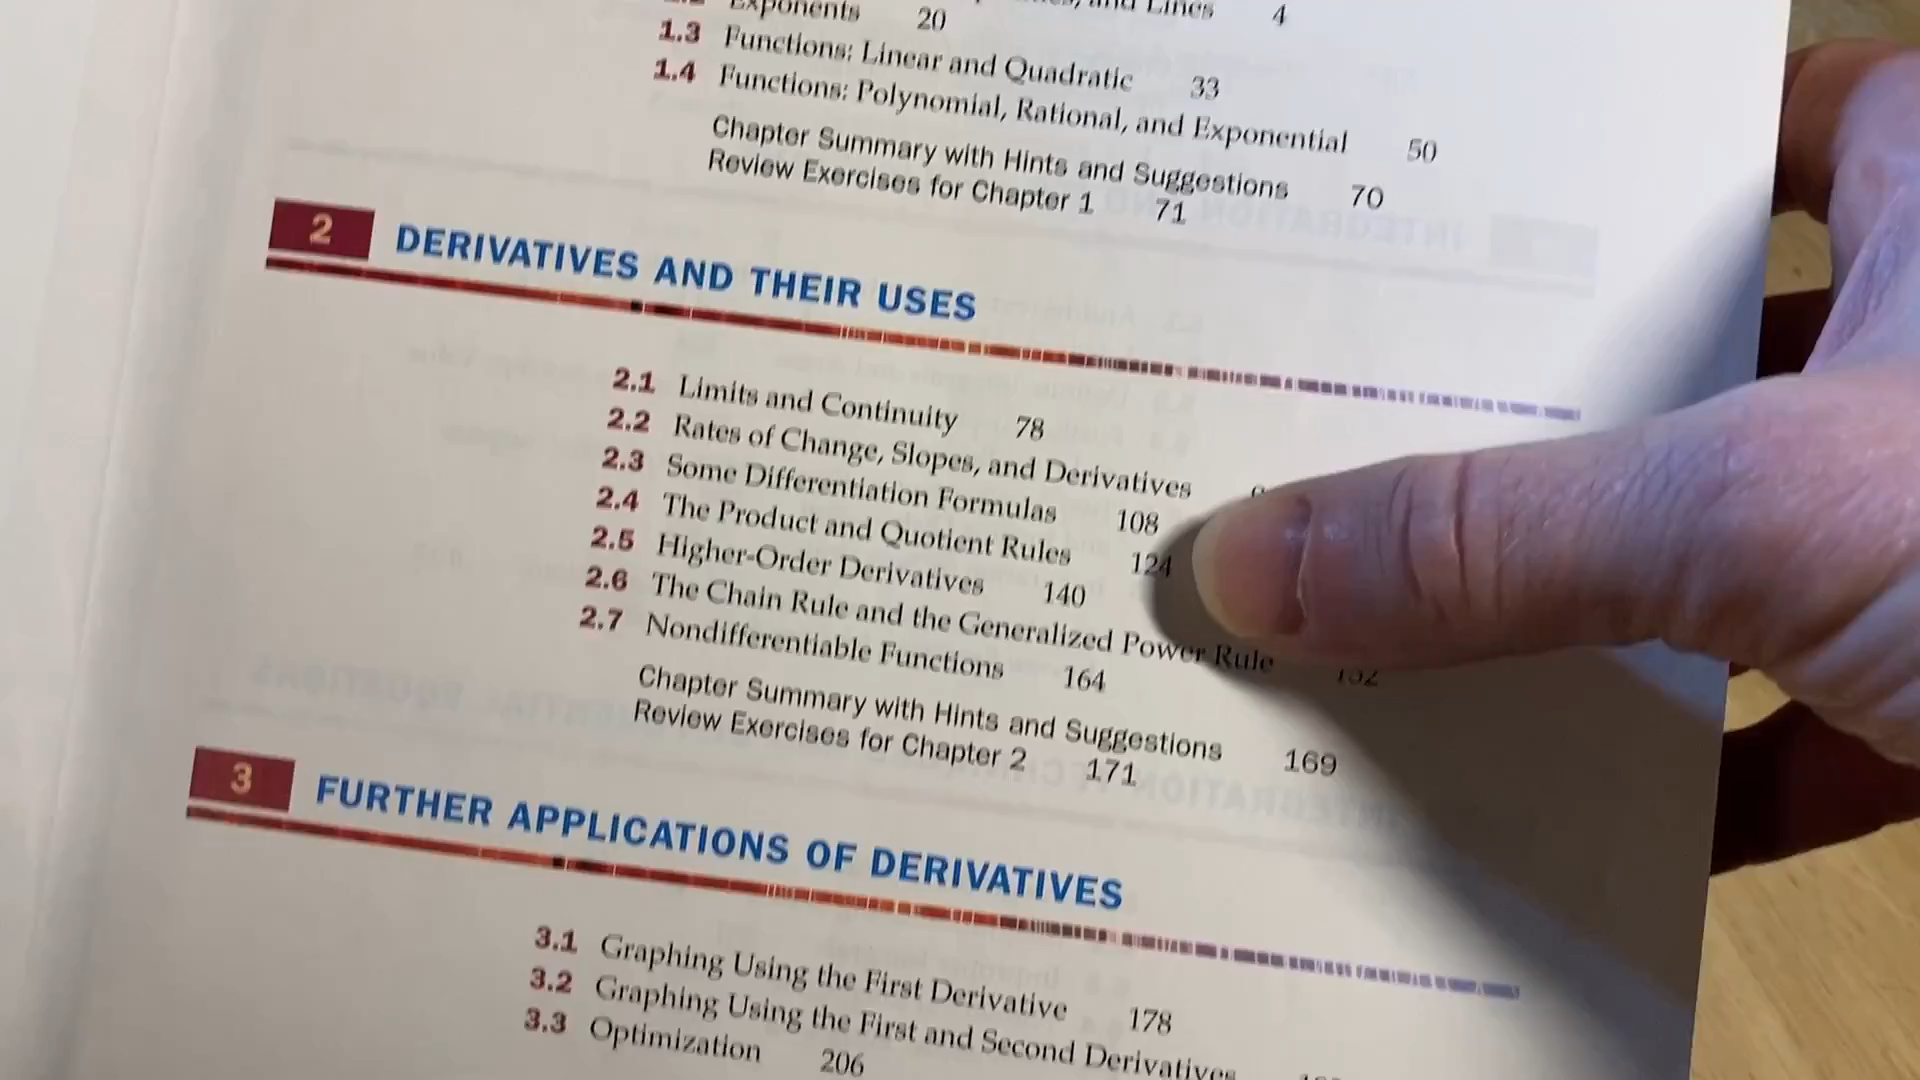 and Lines 4
Exponents 20
1.3 Functions: Linear and Quadratic 33
1.4 Functions: Polynomial, Rational, and Exponential 50
Chapter Summary with Hints and Suggestions 70
Review Exercises for Chapter 1 71
2 DERIVATIVES AND THEIR USES
2.1 Limits and Continuity 78
2.2 Rates of Change, Slopes, and Derivatives
2.3 Some Differentiation Formulas 108
2.4 The Product and Quotient Rules 124
2.5 Higher-Order Derivatives 140
2.6 The Chain Rule and the Generalized Power Rule
2.7 Nondifferentiable Functions 164
Chapter Summary with Hints and Suggestions 169
Review Exercises for Chapter 2 171
3 FURTHER APPLICATIONS OF DERIVATIVES
3.1 Graphing Using the First Derivative 178
3.2 Graphing Using the First and Second Derivatives
3.3 Optimization 206